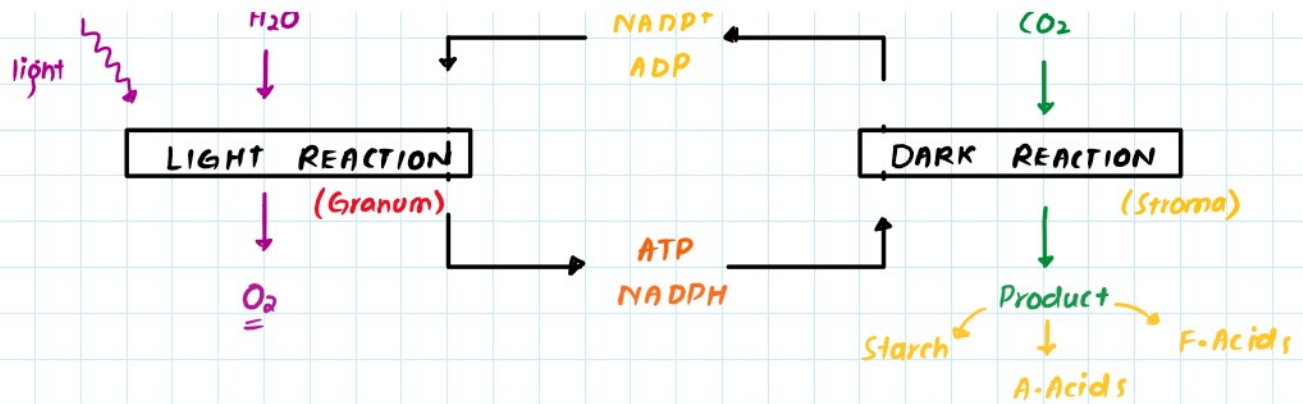 H2O
NADP+
CO2
light
ADP
LIGHT REACTION
DARK REACTION
(Granum)
(Stroma)
ATP
NADPH
O2
Product
Starch
F.Acids
A.Acids